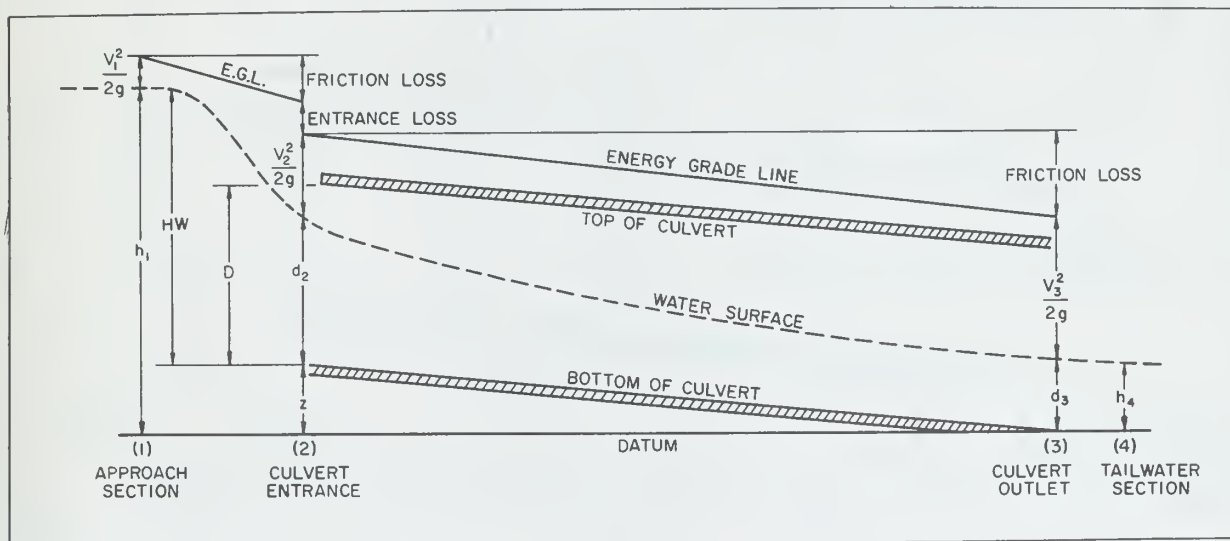 V₁²
2g
E.G.L.
FRICTION LOSS
ENTRANCE LOSS
V₂²
2g
ENERGY GRADE LINE
FRICTION LOSS
TOP OF CULVERT
HW
h₁
D
d₂
V₃²
2g
WATER SURFACE
BOTTOM OF CULVERT
z
d₃
h₄
(1)
(2)
DATUM
(3)
(4)
APPROACH
SECTION
CULVERT
ENTRANCE
CULVERT
OUTLET
TAILWATER
SECTION